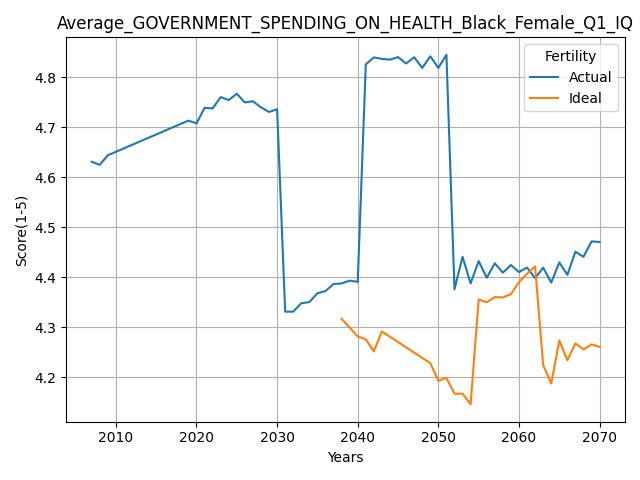 Average_GOVERNMENT_SPENDING_ON_HEALTH_Black_Female_Q1_IQ
Fertility
Actual
Ideal
Score(1-5)
4.8
4.7
4.6
4.5
4.4
4.3
4.2
2010 2020 2030 2040 2050 2060 2070
Years